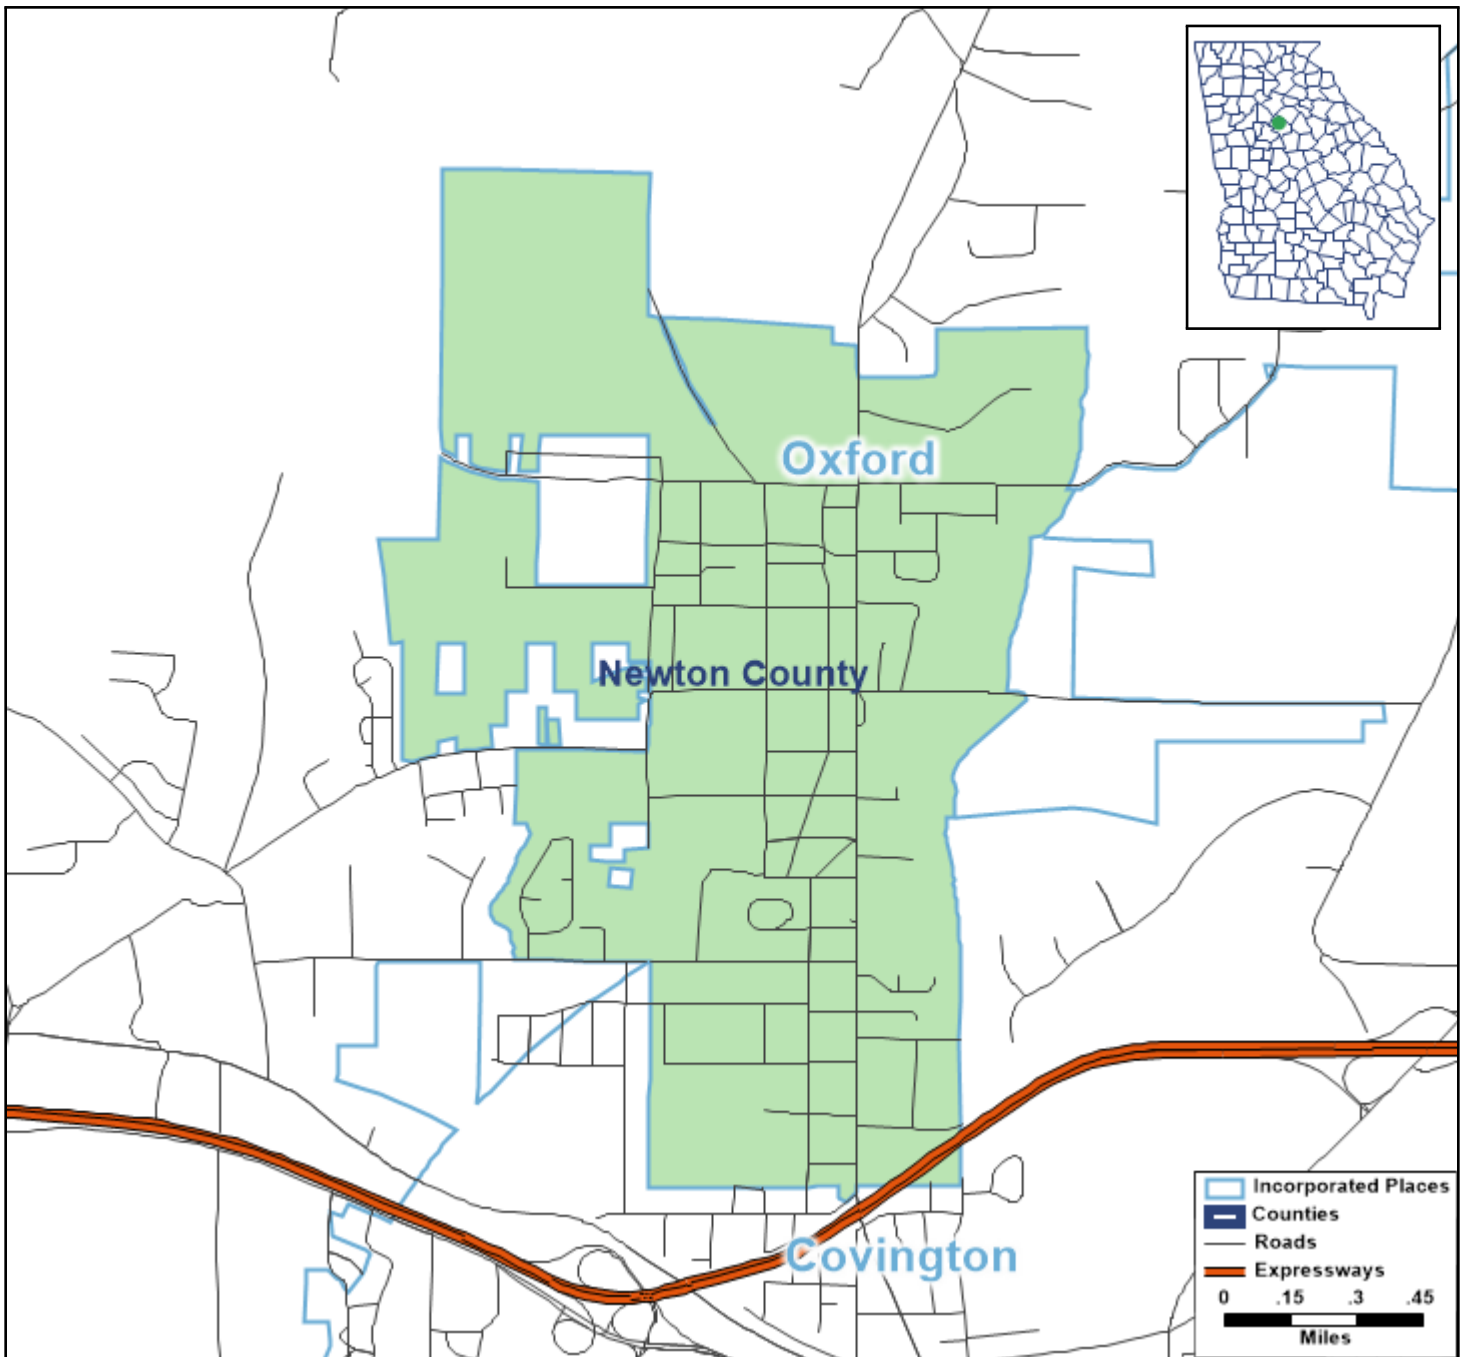 Oxford
Newton County
Covington
Incorporated Places
Counties
Roads
Expressways
0 .15 .3 .45
Miles